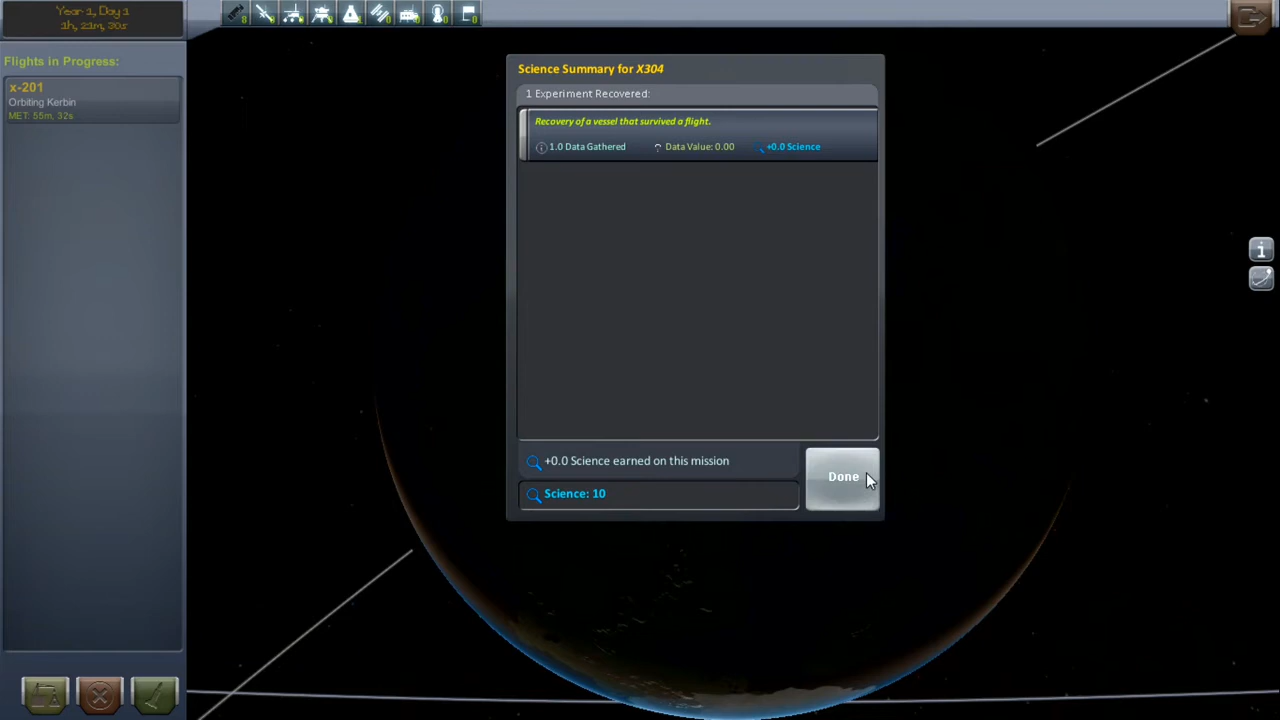 Year 1, Day 1
1h, 21m, 30s
Flights in Progress:
x-201
Orbiting Kerbin
MET: 55m, 32s
Science Summary for X304
1 Experiment Recovered:
Recovery of a vessel that survived a flight.
1.0 Data Gathered Data Value: 0.00 +0.0 Science
+0.0 Science earned on this mission
Science: 10
Done